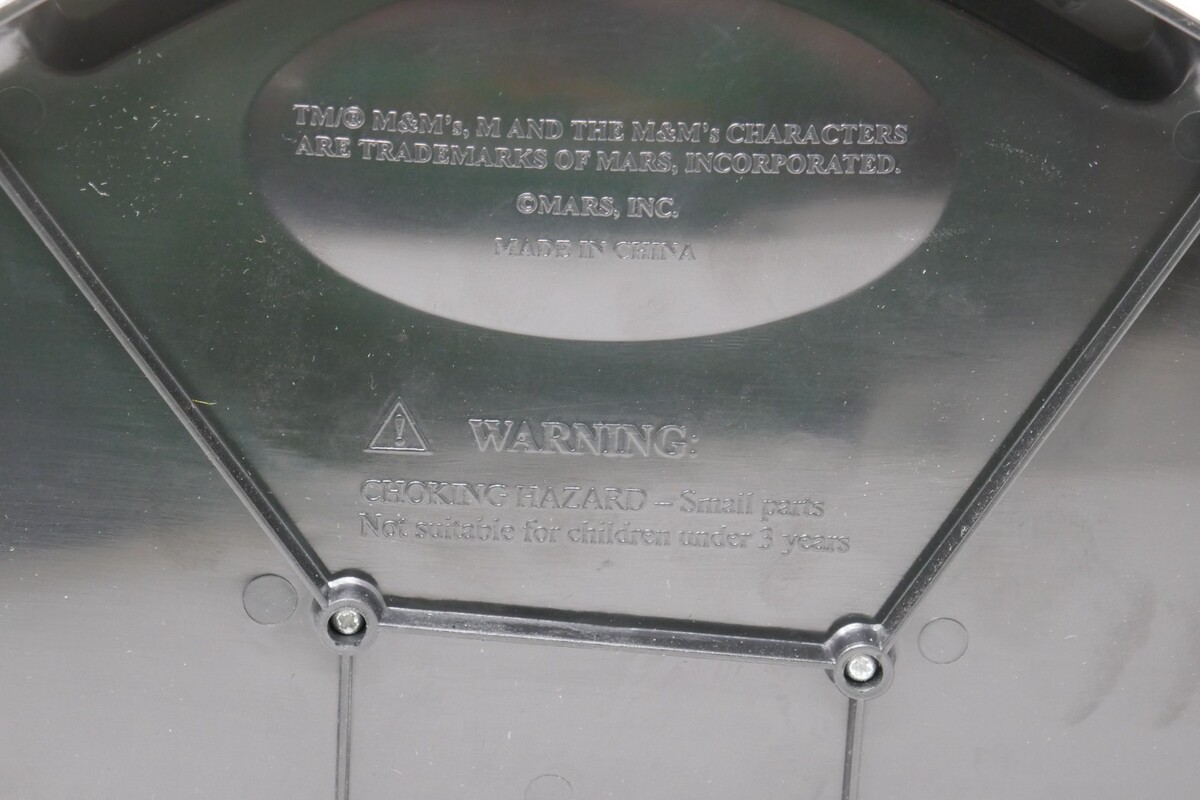 TM/® M&M's, M AND THE M&M's CHARACTERS
ARE TRADEMARKS OF MARS, INCORPORATED.
©MARS, INC.
MADE IN CHINA
WARNING:
CHOKING HAZARD – Small parts
Not suitable for children under 3 years